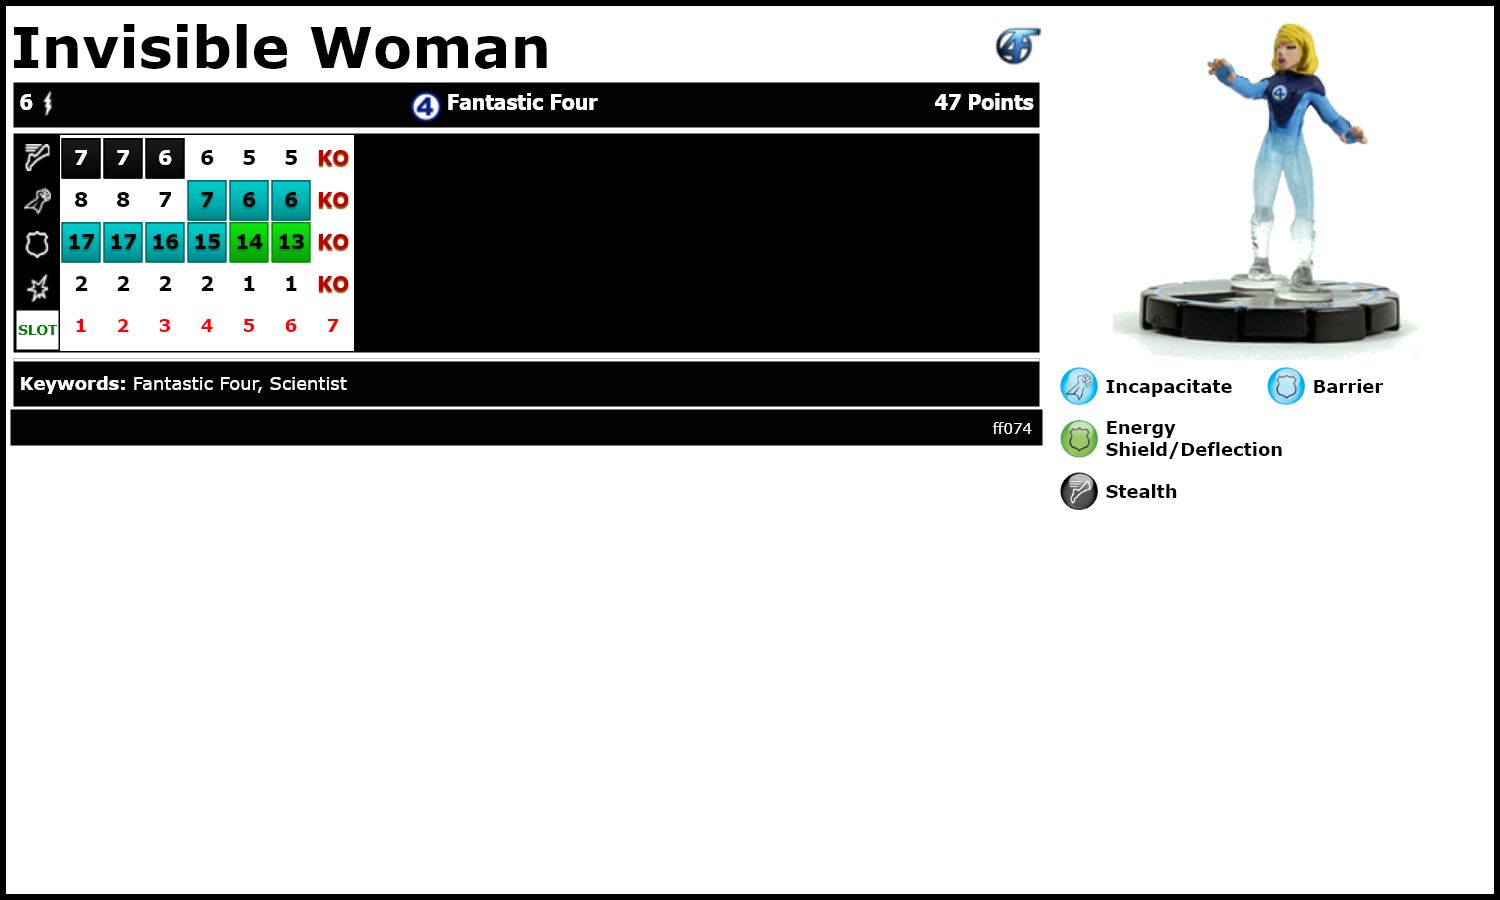 Invisible Woman
6 4 Fantastic Four 47 Points
7 7 6 6 5 5 KO
8 8 7 7 6 6 KO
17 17 16 15 14 13 KO
2 2 2 2 1 1 KO
SLOT 1 2 3 4 5 6 7
Keywords: Fantastic Four, Scientist
ff074
4
Incapacitate Barrier
Energy
Shield/Deflection
Stealth